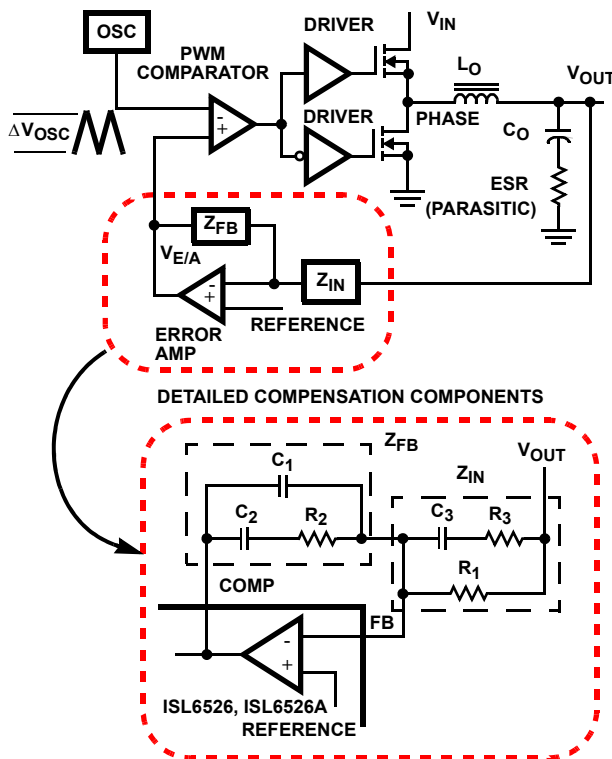 OSC
PWM
COMPARATOR
DRIVER
VIN
LO
VOUT
ΔVOSC
-
+
DRIVER
PHASE
CO
ESR
(PARASITIC)
ZFB
VE/A
-
+
ZIN
REFERENCE
ERROR
AMP
DETAILED COMPENSATION COMPONENTS
ZFB
VOUT
C1
ZIN
C2
R2
C3
R3
R1
COMP
FB
-
+
ISL6526, ISL6526A
REFERENCE